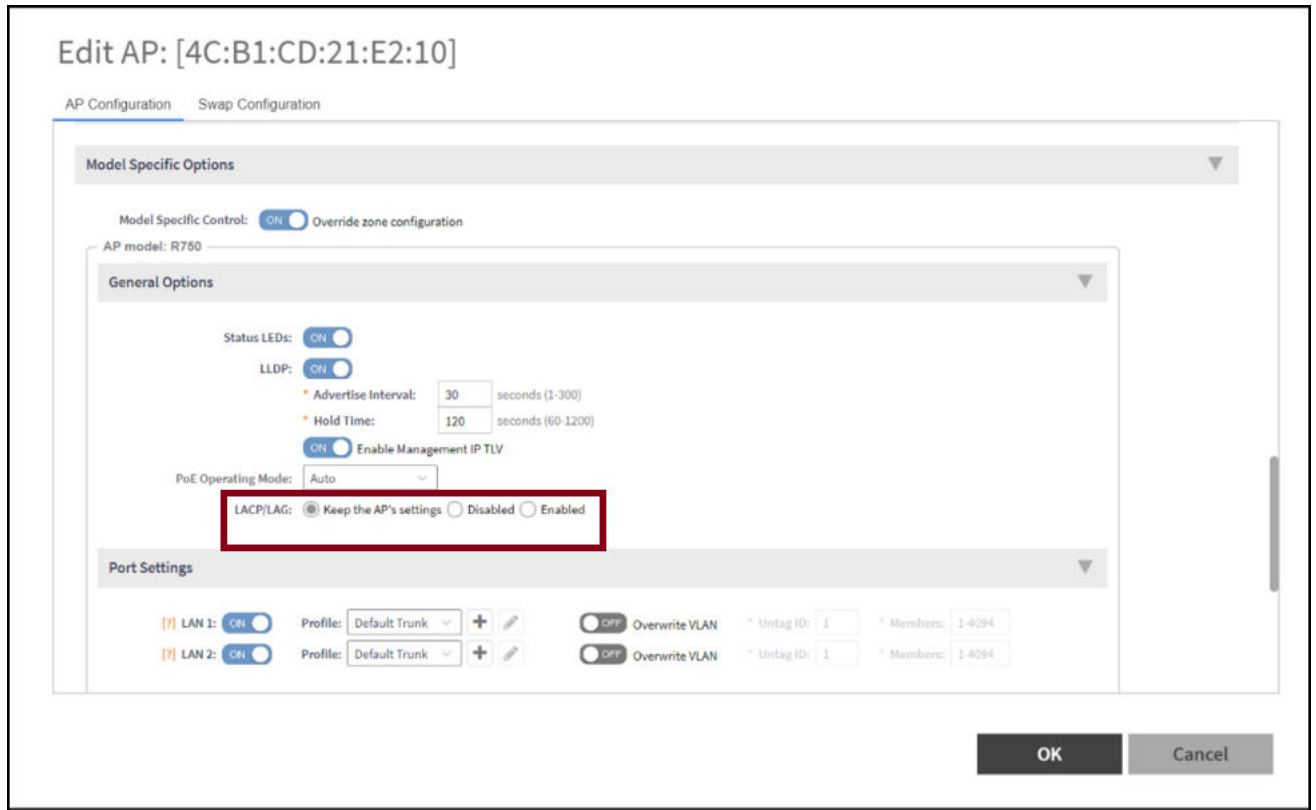 Edit AP: [4C:B1:CD:21:E2:10]
AP Configuration Swap Configuration
Model Specific Options
Model Specific Control: ON Override zone configuration
AP model: R750
General Options
Status LEDs: ON
LLDP: ON
* Advertise Interval: 30 seconds (1-300)
* Hold Time: 120 seconds (60-1200)
ON Enable Management IP TLV
PoE Operating Mode: Auto
LACP/LAG: Keep the AP's settings Disabled Enabled
Port Settings
[?] LAN 1: ON Profile: Default Trunk OFF Overwrite VLAN * Untag ID: 1 * Members: 1-4094
[?] LAN 2: ON Profile: Default Trunk OFF Overwrite VLAN * Untag ID: 1 * Members: 1-4094
OK Cancel